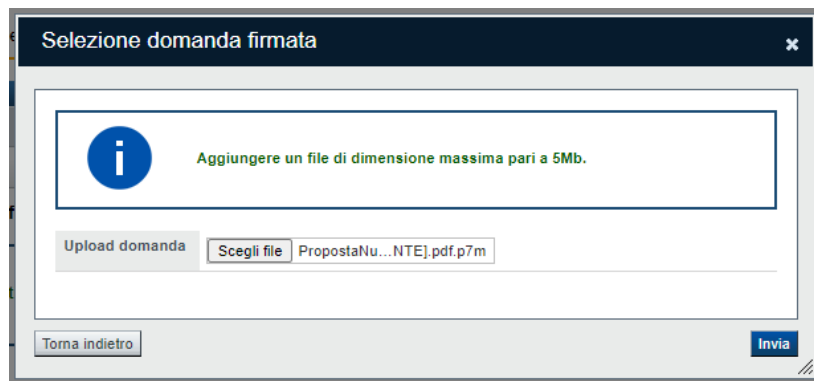 Selezione domanda firmata
Aggiungere un file di dimensione massima pari a 5Mb.
Upload domanda Scegli file PropostaNu...NTE].pdf.p7m
Torna indietro Invia